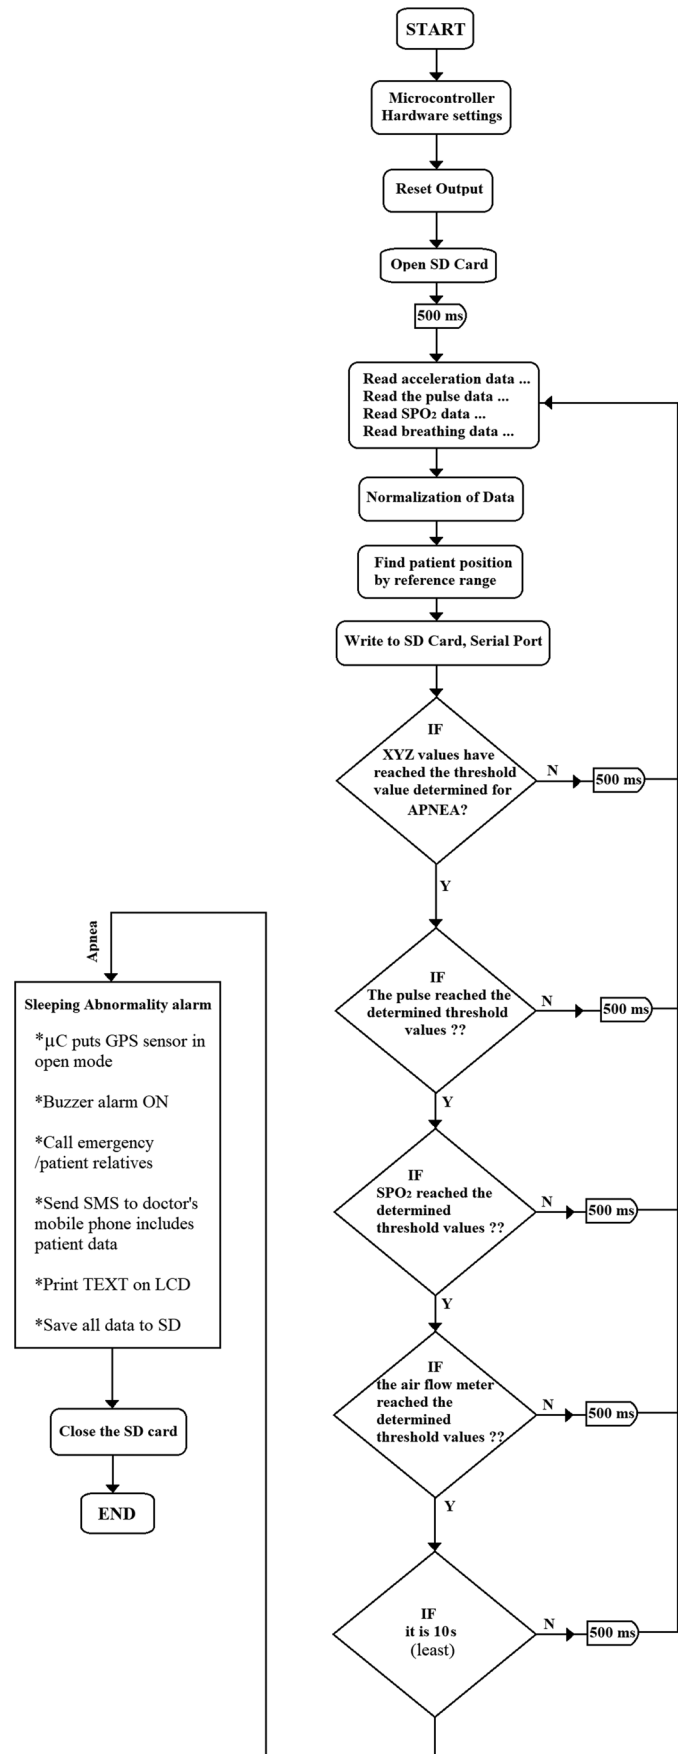 START
Microcontroller
Hardware settings
Reset Output
Open SD Card
500 ms
Read acceleration data ...
Read the pulse data ...
Read SPO₂ data ...
Read breathing data ...
Normalization of Data
Find patient position
by reference range
Write to SD Card, Serial Port
IF
XYZ values have
reached the threshold
value determined for
APNEA?
N
500 ms
Y
IF
The pulse reached the
determined threshold
values ??
N
500 ms
Y
IF
SPO₂ reached the
determined
threshold values ??
N
500 ms
Y
IF
the air flow meter
reached the
determined
threshold values ??
N
500 ms
Y
IF
it is 10s
(least)
N
500 ms
Apnea
Sleeping Abnormality alarm
*µC puts GPS sensor in
open mode
*Buzzer alarm ON
*Call emergency
/patient relatives
*Send SMS to doctor's
mobile phone includes
patient data
*Print TEXT on LCD
*Save all data to SD
Close the SD card
END